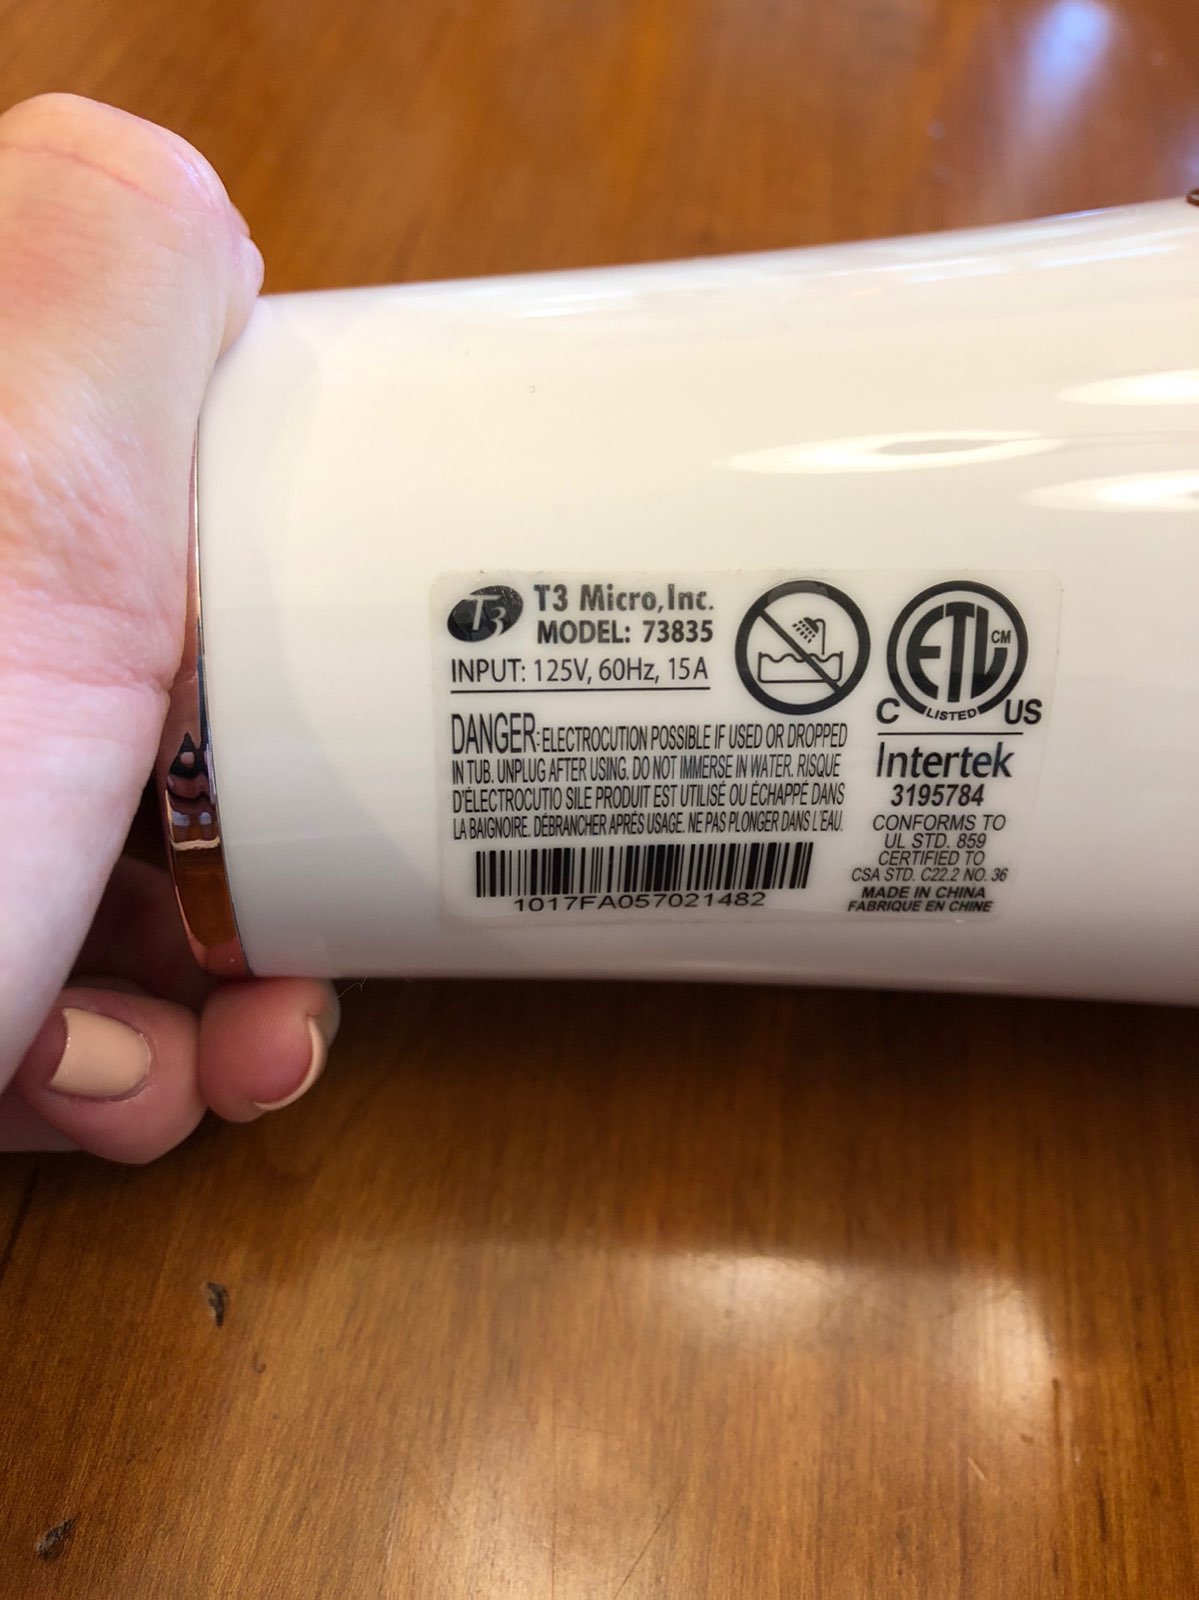 T3
T3 Micro, Inc.
MODEL: 73835
INPUT: 125V, 60Hz, 15A
DANGER: ELECTROCUTION POSSIBLE IF USED OR DROPPED
IN TUB. UNPLUG AFTER USING. DO NOT IMMERSE IN WATER. RISQUE
D'ÉLECTROCUTIO SILE PRODUIT EST UTILISÉ OU ÉCHAPPÉ DANS
LA BAIGNOIRE. DÉBRANCHER APRÉS USAGE. NE PAS PLONGER DANS L'EAU.
1017FA057021482
ETL CM
C LISTED US
Intertek
3195784
CONFORMS TO
UL STD. 859
CERTIFIED TO
CSA STD. C22.2 NO. 36
MADE IN CHINA
FABRIQUE EN CHINE